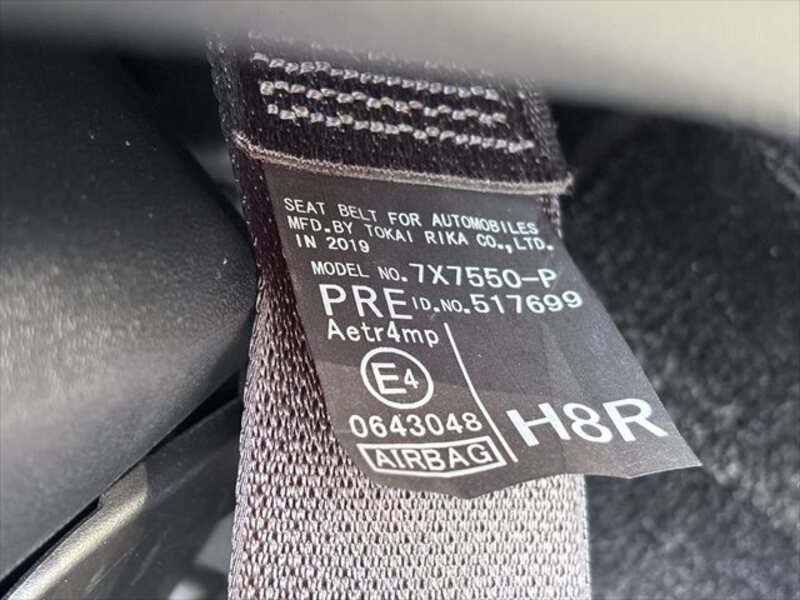 SEAT BELT FOR AUTOMOBILES
MFD.BY TOKAI RIKA CO.,LTD.
IN 2019
MODEL NO.7X7550-P
PRE ID.NO.517699
Aetr4mp
E4
0643048
AIRBAG
H8R